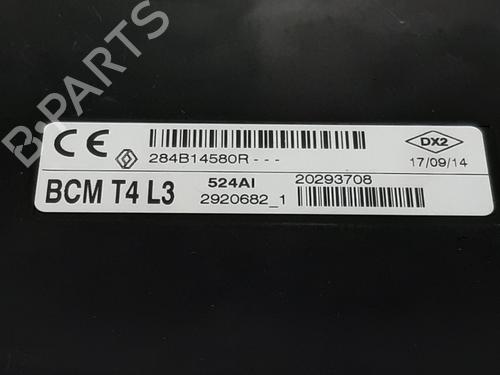 B-PARTS
CE
284B14580R - - -
DX2
17/09/14
BCM T4 L3
524AI
20293708
2920682_1